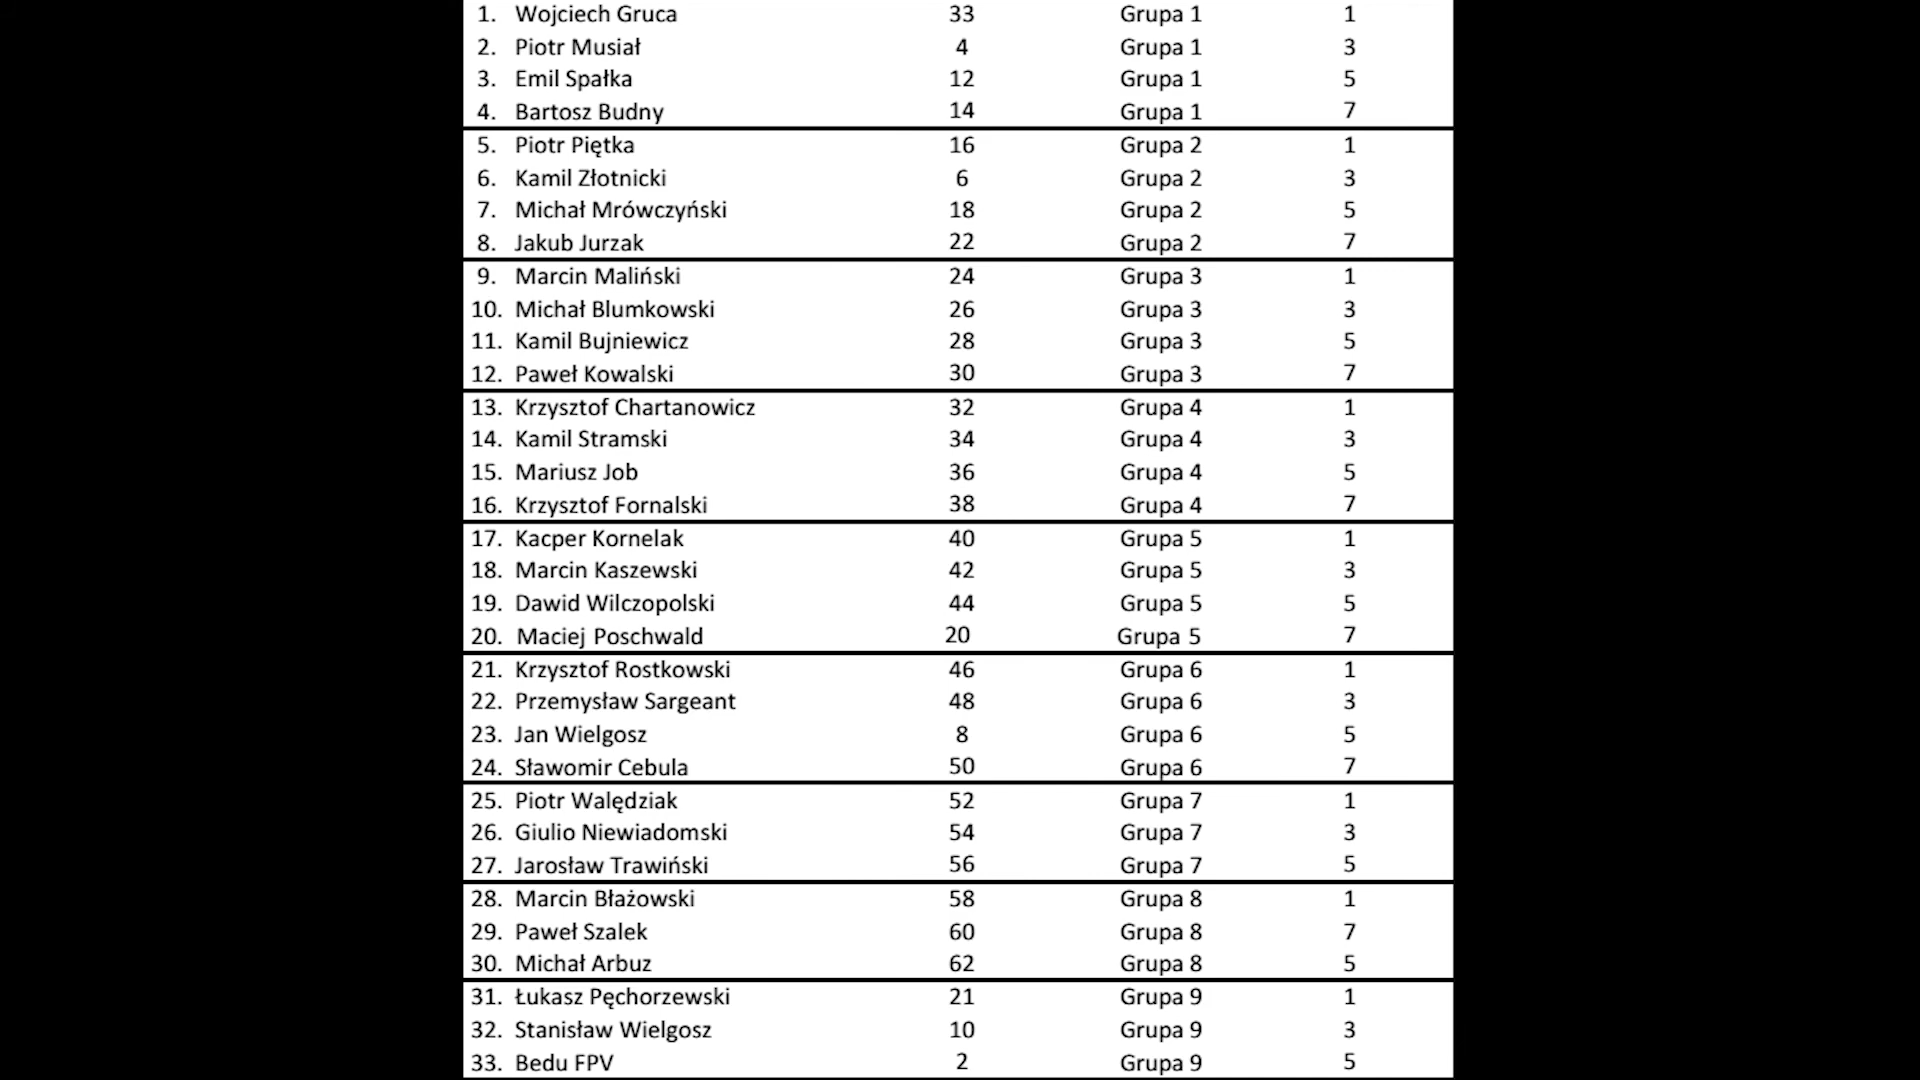 1. Wojciech Gruca 33 Grupa 1 1
2. Piotr Musiał 4 Grupa 1 3
3. Emil Spałka 12 Grupa 1 5
4. Bartosz Budny 14 Grupa 1 7
5. Piotr Piętka 16 Grupa 2 1
6. Kamil Złotnicki 6 Grupa 2 3
7. Michał Mrówczyński 18 Grupa 2 5
8. Jakub Jurzak 22 Grupa 2 7
9. Marcin Maliński 24 Grupa 3 1
10. Michał Blumkowski 26 Grupa 3 3
11. Kamil Bujniewicz 28 Grupa 3 5
12. Paweł Kowalski 30 Grupa 3 7
13. Krzysztof Chartanowicz 32 Grupa 4 1
14. Kamil Stramski 34 Grupa 4 3
15. Mariusz Job 36 Grupa 4 5
16. Krzysztof Fornalski 38 Grupa 4 7
17. Kacper Kornelak 40 Grupa 5 1
18. Marcin Kaszewski 42 Grupa 5 3
19. Dawid Wilczopolski 44 Grupa 5 5
20. Maciej Poschwald 20 Grupa 5 7
21. Krzysztof Rostkowski 46 Grupa 6 1
22. Przemysław Sargeant 48 Grupa 6 3
23. Jan Wielgosz 8 Grupa 6 5
24. Sławomir Cebula 50 Grupa 6 7
25. Piotr Walędziak 52 Grupa 7 1
26. Giulio Niewiadomski 54 Grupa 7 3
27. Jarosław Trawiński 56 Grupa 7 5
28. Marcin Błażowski 58 Grupa 8 1
29. Paweł Szalek 60 Grupa 8 7
30. Michał Arbuz 62 Grupa 8 5
31. Łukasz Pęchorzewski 21 Grupa 9 1
32. Stanisław Wielgosz 10 Grupa 9 3
33. Bedu FPV 2 Grupa 9 5